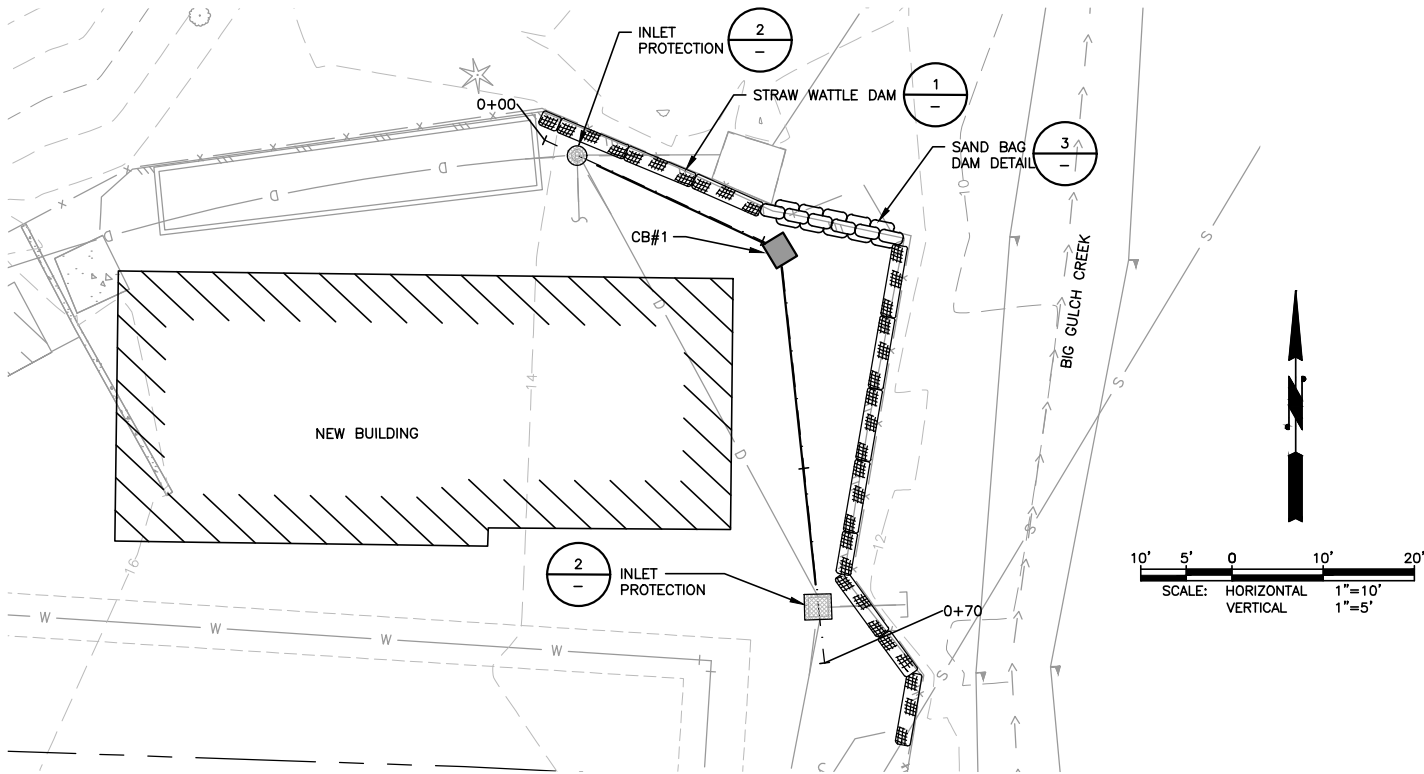 INLET
PROTECTION
2
-
STRAW WATTLE DAM
1
-
0+00
SAND BAG
DAM DETAIL
3
-
10
D
D
D
CB#1
BIG GULCH CREEK
S
S
S
S
14
D
D
NEW BUILDING
12
16
2
-
INLET
PROTECTION
0+70
W
W
W
W
10'
5'
0
10'
20'
SCALE:
HORIZONTAL
1"=10'
VERTICAL
1"=5'
N